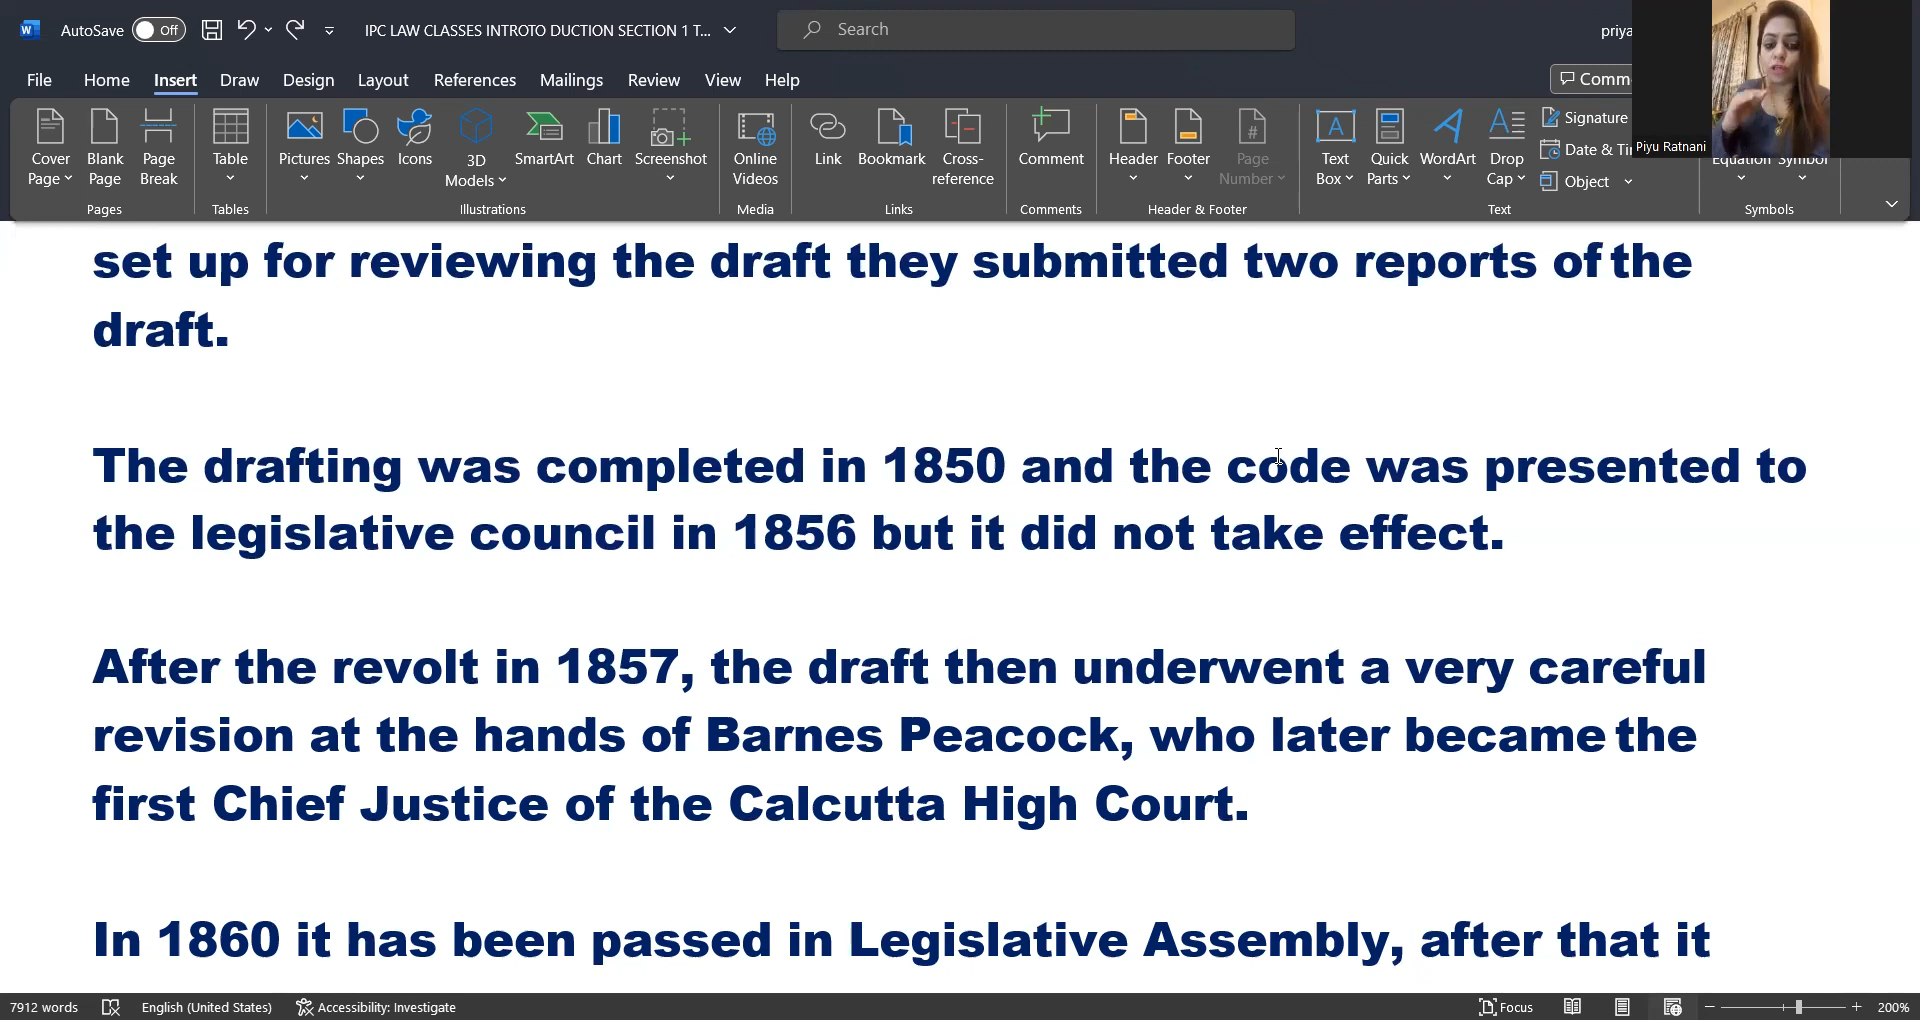 AutoSave Off IPC LAW CLASSES INTROTO DUCTION SECTION 1 T... Search
File Home Insert Draw Design Layout References Mailings Review View Help
Cover Page Blank Page Page Break Table Pictures Shapes Icons 3D Models SmartArt Chart Screenshot Online Videos Link Bookmark Cross-reference Comment Header Footer Page Number Text Box Quick Parts WordArt Drop Cap Signature Object Equation Symbol
Piyu Ratnani
Pages Tables Illustrations Media Links Comments Header & Footer Text Symbols
set up for reviewing the draft they submitted two reports of the
draft.
The drafting was completed in 1850 and the code was presented to
the legislative council in 1856 but it did not take effect.
After the revolt in 1857, the draft then underwent a very careful
revision at the hands of Barnes Peacock, who later became the
first Chief Justice of the Calcutta High Court.
In 1860 it has been passed in Legislative Assembly, after that it
7912 words English (United States) Accessibility: Investigate Focus 200%